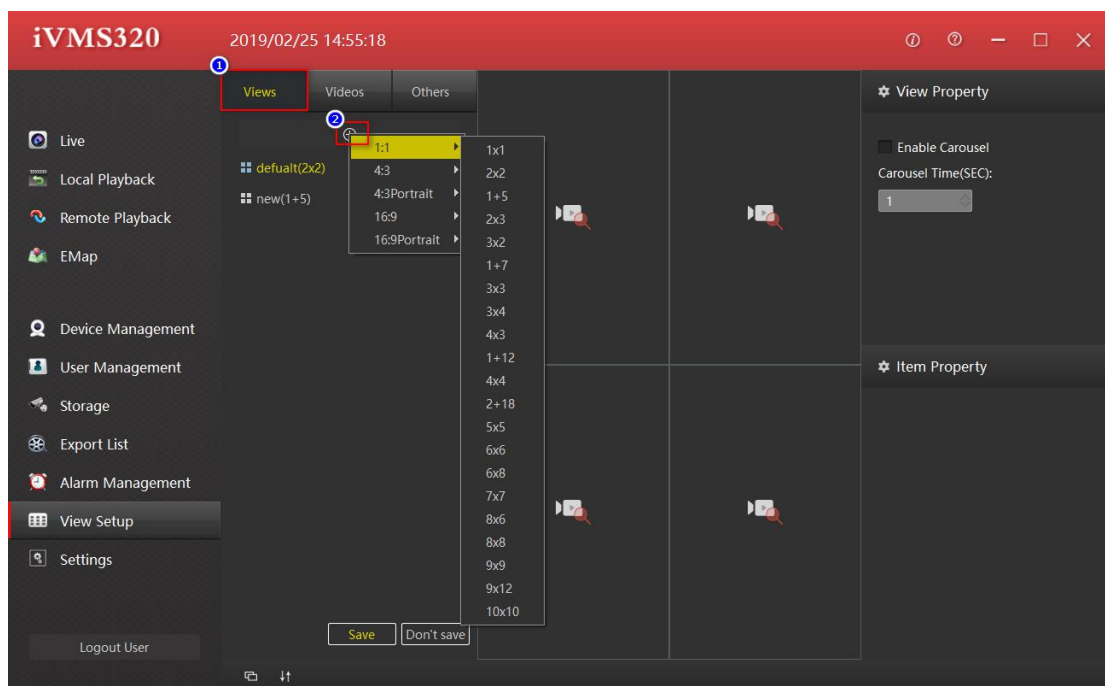 iVMS320
2019/02/25 14:55:18
1
Views
Videos
Others
2
defualt(2x2)
new(1+5)
1:1
4:3
4:3Portrait
16:9
16:9Portrait
1x1
2x2
1+5
2x3
3x2
1+7
3x3
3x4
4x3
1+12
4x4
2+18
5x5
6x6
6x8
7x7
8x6
8x8
9x9
9x12
10x10
Save
Don't save
Live
Local Playback
Remote Playback
EMap
Device Management
User Management
Storage
Export List
Alarm Management
View Setup
Settings
Logout User
View Property
Enable Carousel
Carousel Time(SEC):
1
Item Property